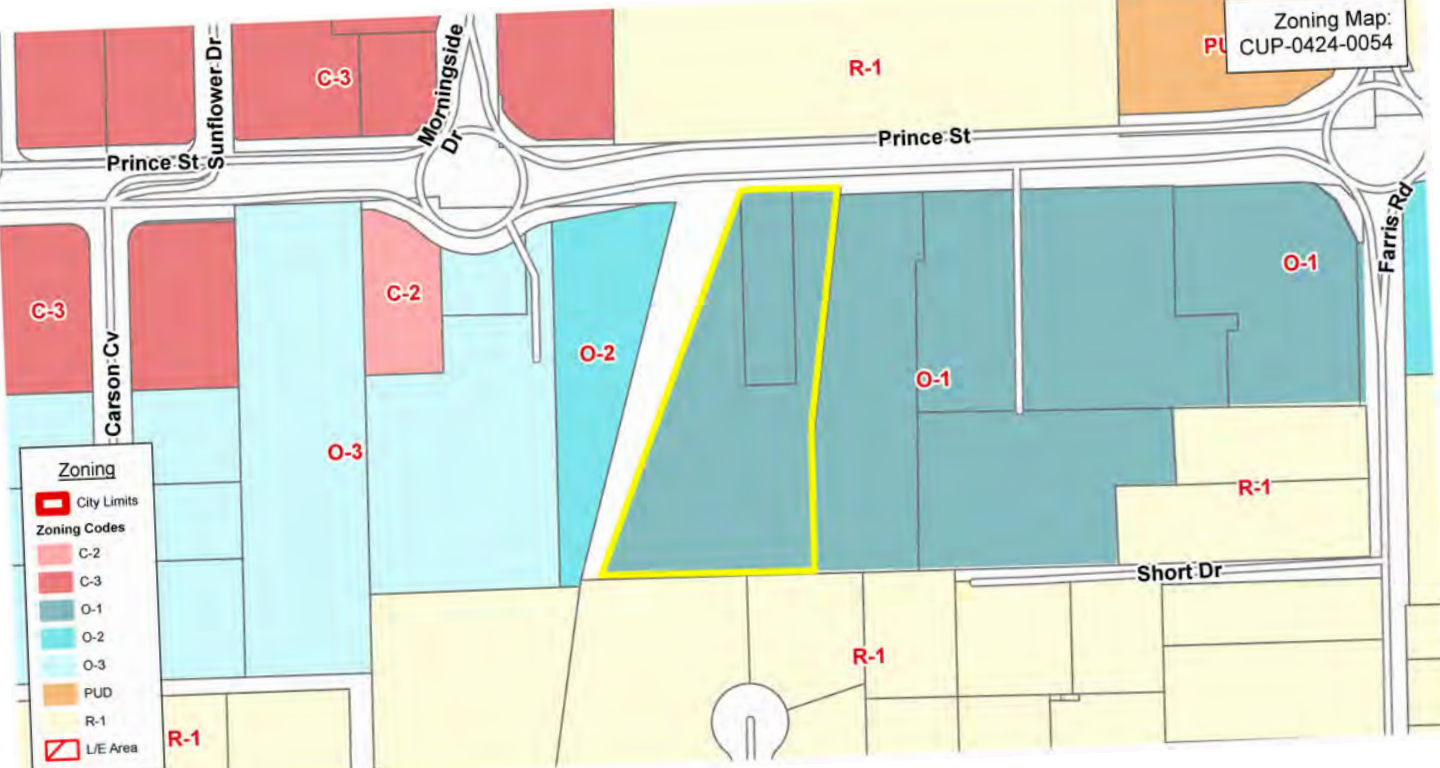 Zoning Map:
CUP-0424-0054
C-3
R-1
PU
Sunflower Dr
Morningside
Dr
Prince St
Prince St
Farris Rd
C-3
C-2
O-2
O-1
O-1
Carson Cv
O-3
R-1
Short Dr
R-1
R-1
Zoning
City Limits
Zoning Codes
C-2
C-3
O-1
O-2
O-3
PUD
R-1
L/E Area